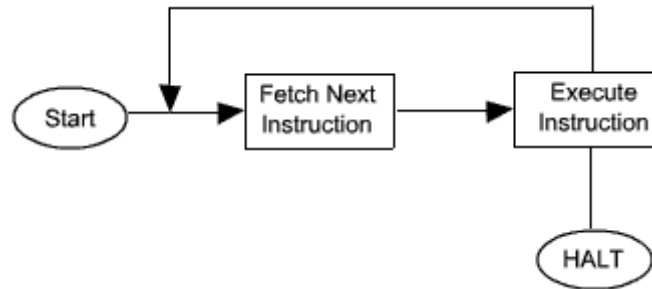 Start
Fetch Next
Instruction
Execute
Instruction
HALT